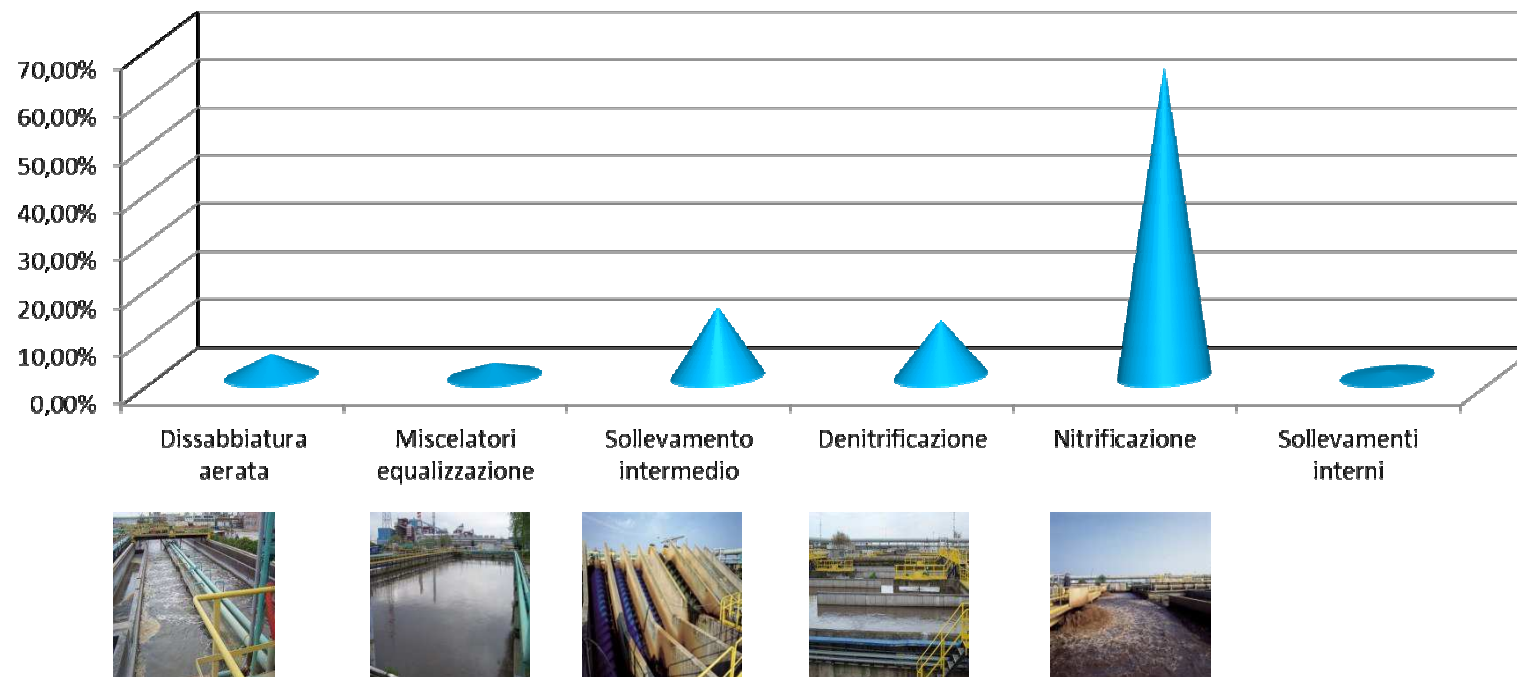 70,00%
60,00%
50,00%
40,00%
30,00%
20,00%
10,00%
0,00%
Dissabbiatura
aerata
Miscelatori
equalizzazione
Sollevamento
intermedio
Denitrificazione
Nitrificazione
Sollevamenti
interni